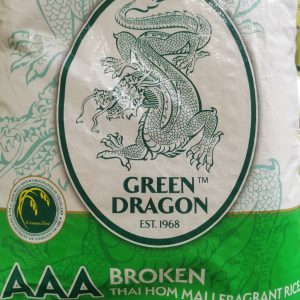 GREEN™
DRAGON
EST. 1968
AAA
BROKEN
THAI HOM MALI FRAGRANT RICE